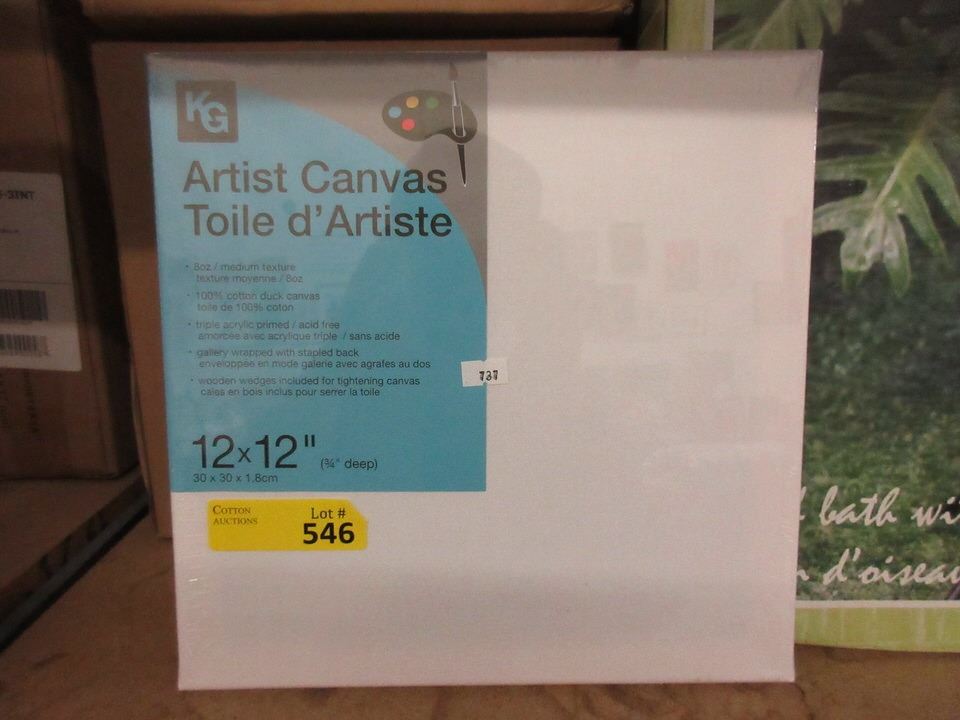 KG
Artist Canvas
Toile d'Artiste
• 8oz / medium texture
texture moyenne / 8oz
• 100% cotton duck canvas
toile de 100% coton
• triple acrylic primed / acid free
amorcée avec acrylique triple / sans acide
• gallery wrapped with stapled back
enveloppée en mode galerie avec agrafes au dos
• wooden wedges included for tightening canvas
cales en bois inclus pour serrer la toile
737
12x12" (¾" deep)
30 x 30 x 1.8cm
COTTON
AUCTIONS
Lot #
546
-3INT
bath wi
d'oiseau